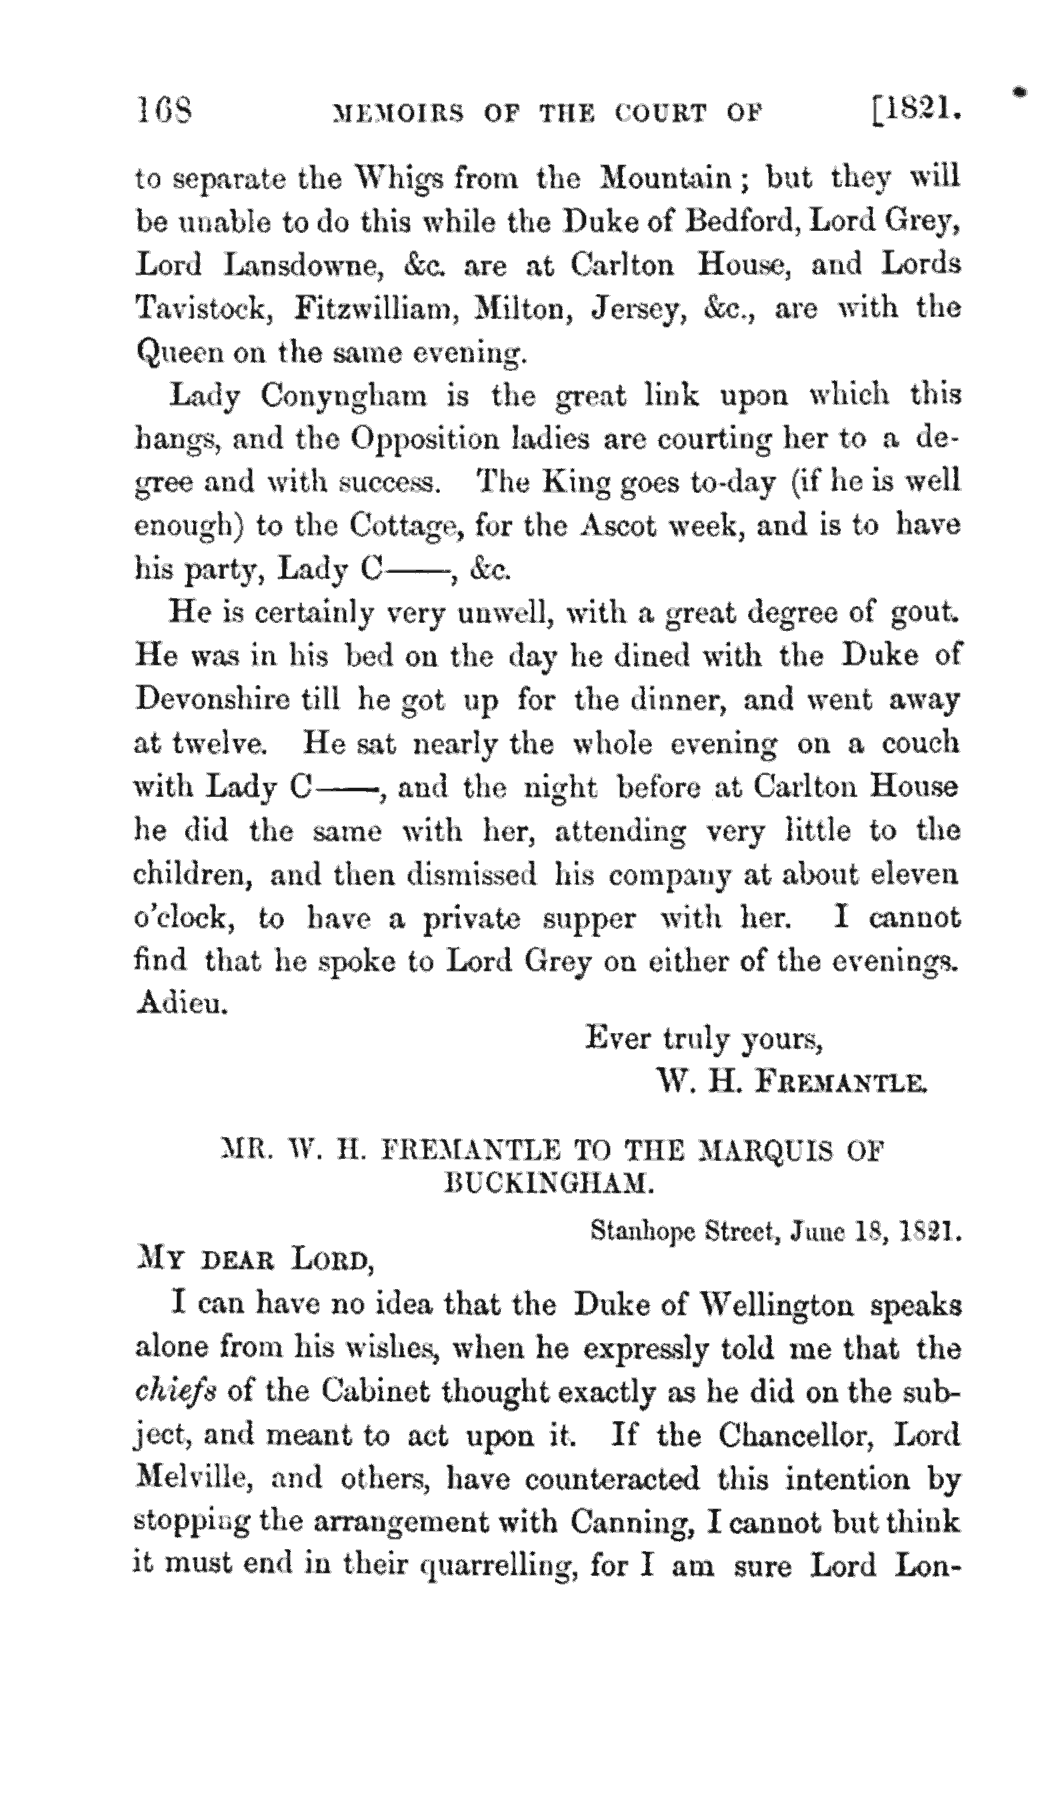 168 MEMOIRS OF THE COURT OF [1821.
to separate the Whigs from the Mountain; but they will
be unable to do this while the Duke of Bedford, Lord Grey,
Lord Lansdowne, &c. are at Carlton House, and Lords
Tavistock, Fitzwilliam, Milton, Jersey, &c., are with the
Queen on the same evening.
Lady Conyngham is the great link upon which this
hangs, and the Opposition ladies are courting her to a de-
gree and with success. The King goes to-day (if he is well
enough) to the Cottage, for the Ascot week, and is to have
his party, Lady C——, &c.
He is certainly very unwell, with a great degree of gout.
He was in his bed on the day he dined with the Duke of
Devonshire till he got up for the dinner, and went away
at twelve. He sat nearly the whole evening on a couch
with Lady C——, and the night before at Carlton House
he did the same with her, attending very little to the
children, and then dismissed his company at about eleven
o'clock, to have a private supper with her. I cannot
find that he spoke to Lord Grey on either of the evenings.
Adieu.
Ever truly yours,
W. H. FREMANTLE.
MR. W. H. FREMANTLE TO THE MARQUIS OF
BUCKINGHAM.
Stanhope Street, June 18, 1821.
MY DEAR LORD,
I can have no idea that the Duke of Wellington speaks
alone from his wishes, when he expressly told me that the
chiefs of the Cabinet thought exactly as he did on the sub-
ject, and meant to act upon it. If the Chancellor, Lord
Melville, and others, have counteracted this intention by
stopping the arrangement with Canning, I cannot but think
it must end in their quarrelling, for I am sure Lord Lon-